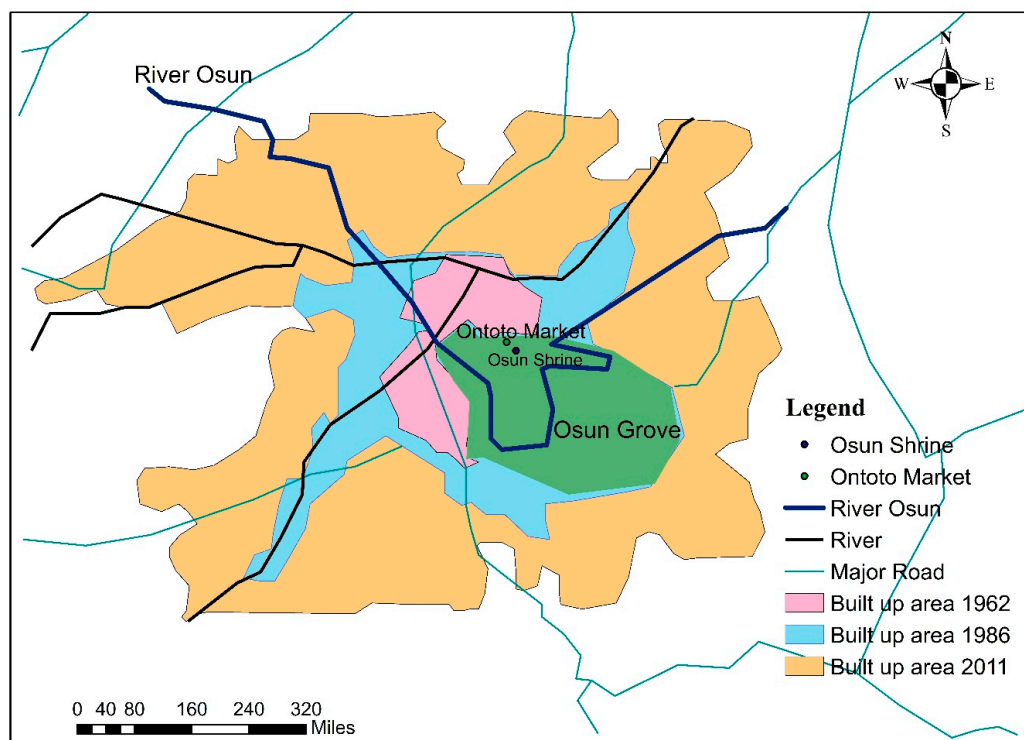 River Osun
N
W
E
S
Ontoto Market
Osun Shrine
Osun Grove
Legend
Osun Shrine
Ontoto Market
River Osun
River
Major Road
Built up area 1962
Built up area 1986
Built up area 2011
0 40 80 160 240 320
Miles